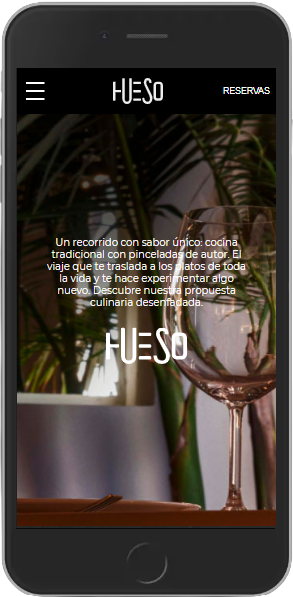 HUESO
RESERVAS
Un recorrido con sabor único: cocina
tradicional con pinceladas de autor. El
viaje que te traslada a los platos de toda
la vida y te hace experimentar algo
nuevo. Descubre nuestra propuesta
culinaria desenfadada.
HUESO